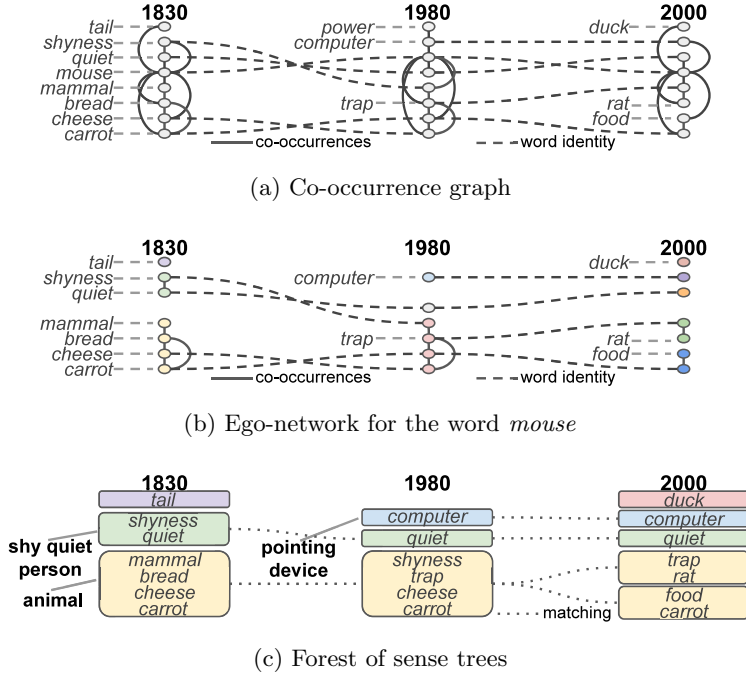 1830 1980 2000
tail power duck
shyness computer
quiet
mouse
mammal
bread trap rat
cheese food
carrot
co-occurrences word identity
(a) Co-occurrence graph
1830 1980 2000
tail duck
shyness computer
quiet
mammal
bread trap rat
cheese food
carrot
co-occurrences word identity
(b) Ego-network for the word mouse
1830 1980 2000
tail duck
shyness computer computer
quiet quiet quiet
shy quiet person
pointing device
mammal shyness trap
bread trap rat
animal
cheese cheese food
carrot carrot carrot
matching
(c) Forest of sense trees